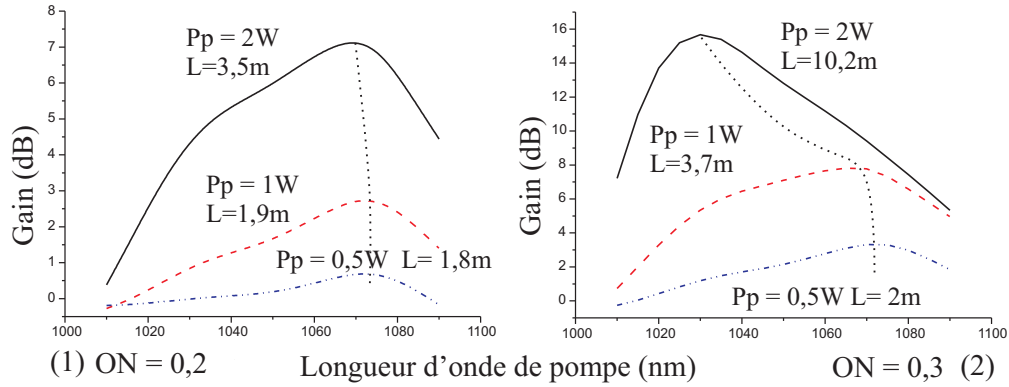 Gain (dB)
8
7
6
5
4
3
2
1
0
Pp = 2W
L=3,5m
Pp = 1W
L=1,9m
Pp = 0,5W L= 1,8m
1000 1020 1040 1060 1080 1100
(1) ON = 0,2
Gain (dB)
16
14
12
10
8
6
4
2
0
Pp = 2W
L=10,2m
Pp = 1W
L=3,7m
Pp = 0,5W L= 2m
1000 1020 1040 1060 1080 1100
Longueur d'onde de pompe (nm)
ON = 0,3 (2)